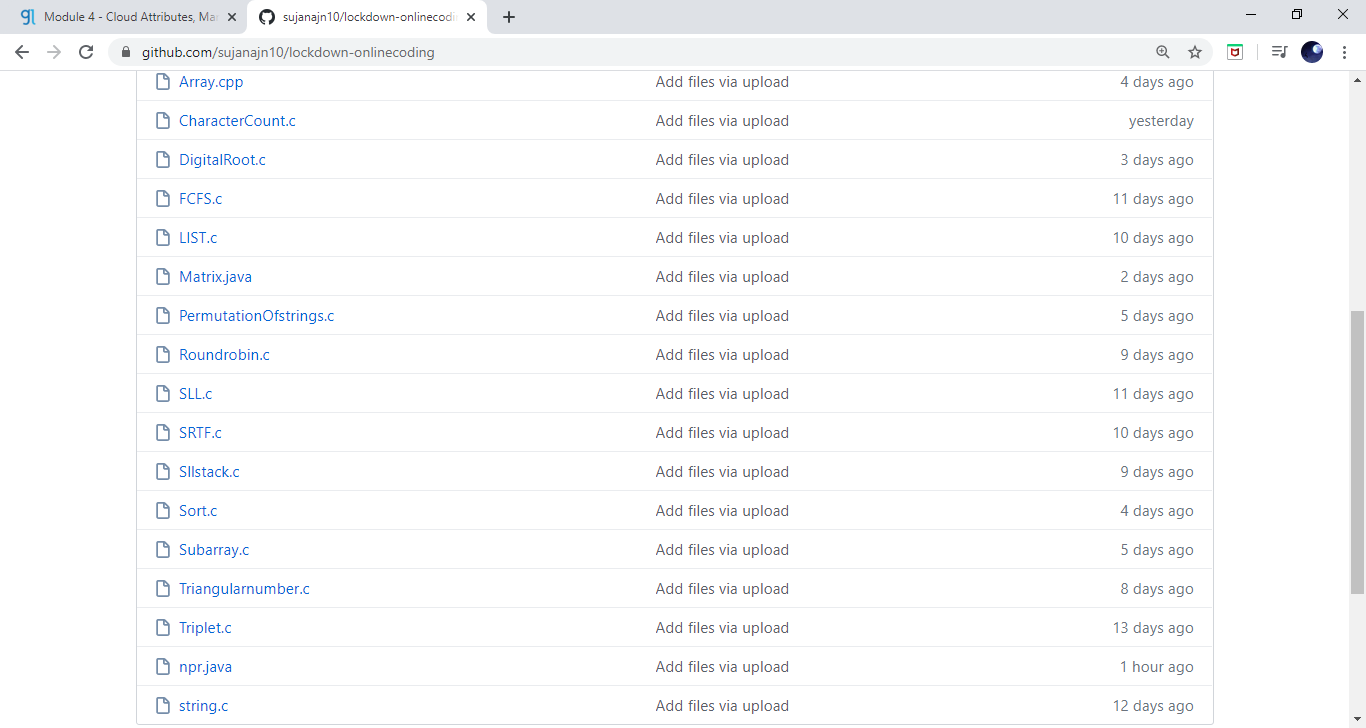 Module 4 - Cloud Attributes, Mar
sujanajn10/lockdown-onlinecodin
github.com/sujanajn10/lockdown-onlinecoding
Array.cpp Add files via upload 4 days ago
CharacterCount.c Add files via upload yesterday
DigitalRoot.c Add files via upload 3 days ago
FCFS.c Add files via upload 11 days ago
LIST.c Add files via upload 10 days ago
Matrix.java Add files via upload 2 days ago
PermutationOfstrings.c Add files via upload 5 days ago
Roundrobin.c Add files via upload 9 days ago
SLL.c Add files via upload 11 days ago
SRTF.c Add files via upload 10 days ago
Sllstack.c Add files via upload 9 days ago
Sort.c Add files via upload 4 days ago
Subarray.c Add files via upload 5 days ago
Triangularnumber.c Add files via upload 8 days ago
Triplet.c Add files via upload 13 days ago
npr.java Add files via upload 1 hour ago
string.c Add files via upload 12 days ago